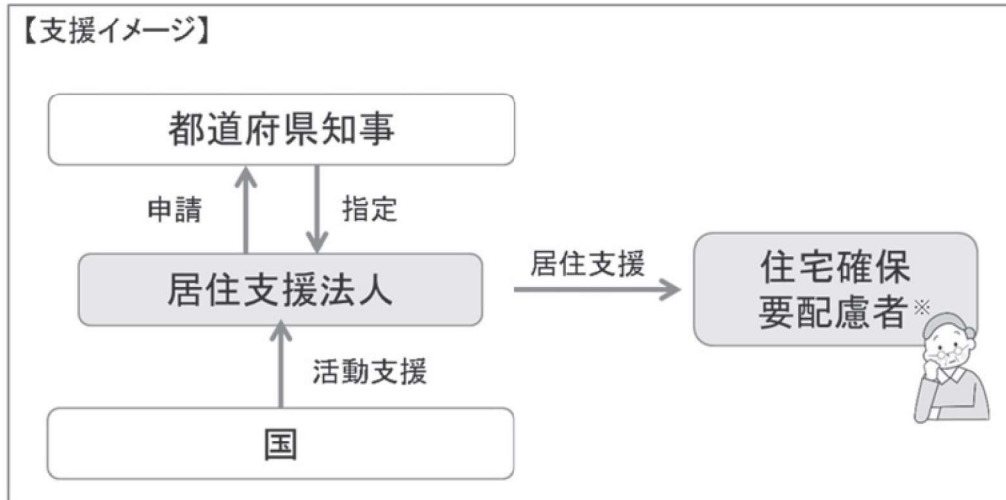 【支援イメージ】
都道府県知事
申請
指定
居住支援法人
居住支援
住宅確保
要配慮者※
活動支援
国